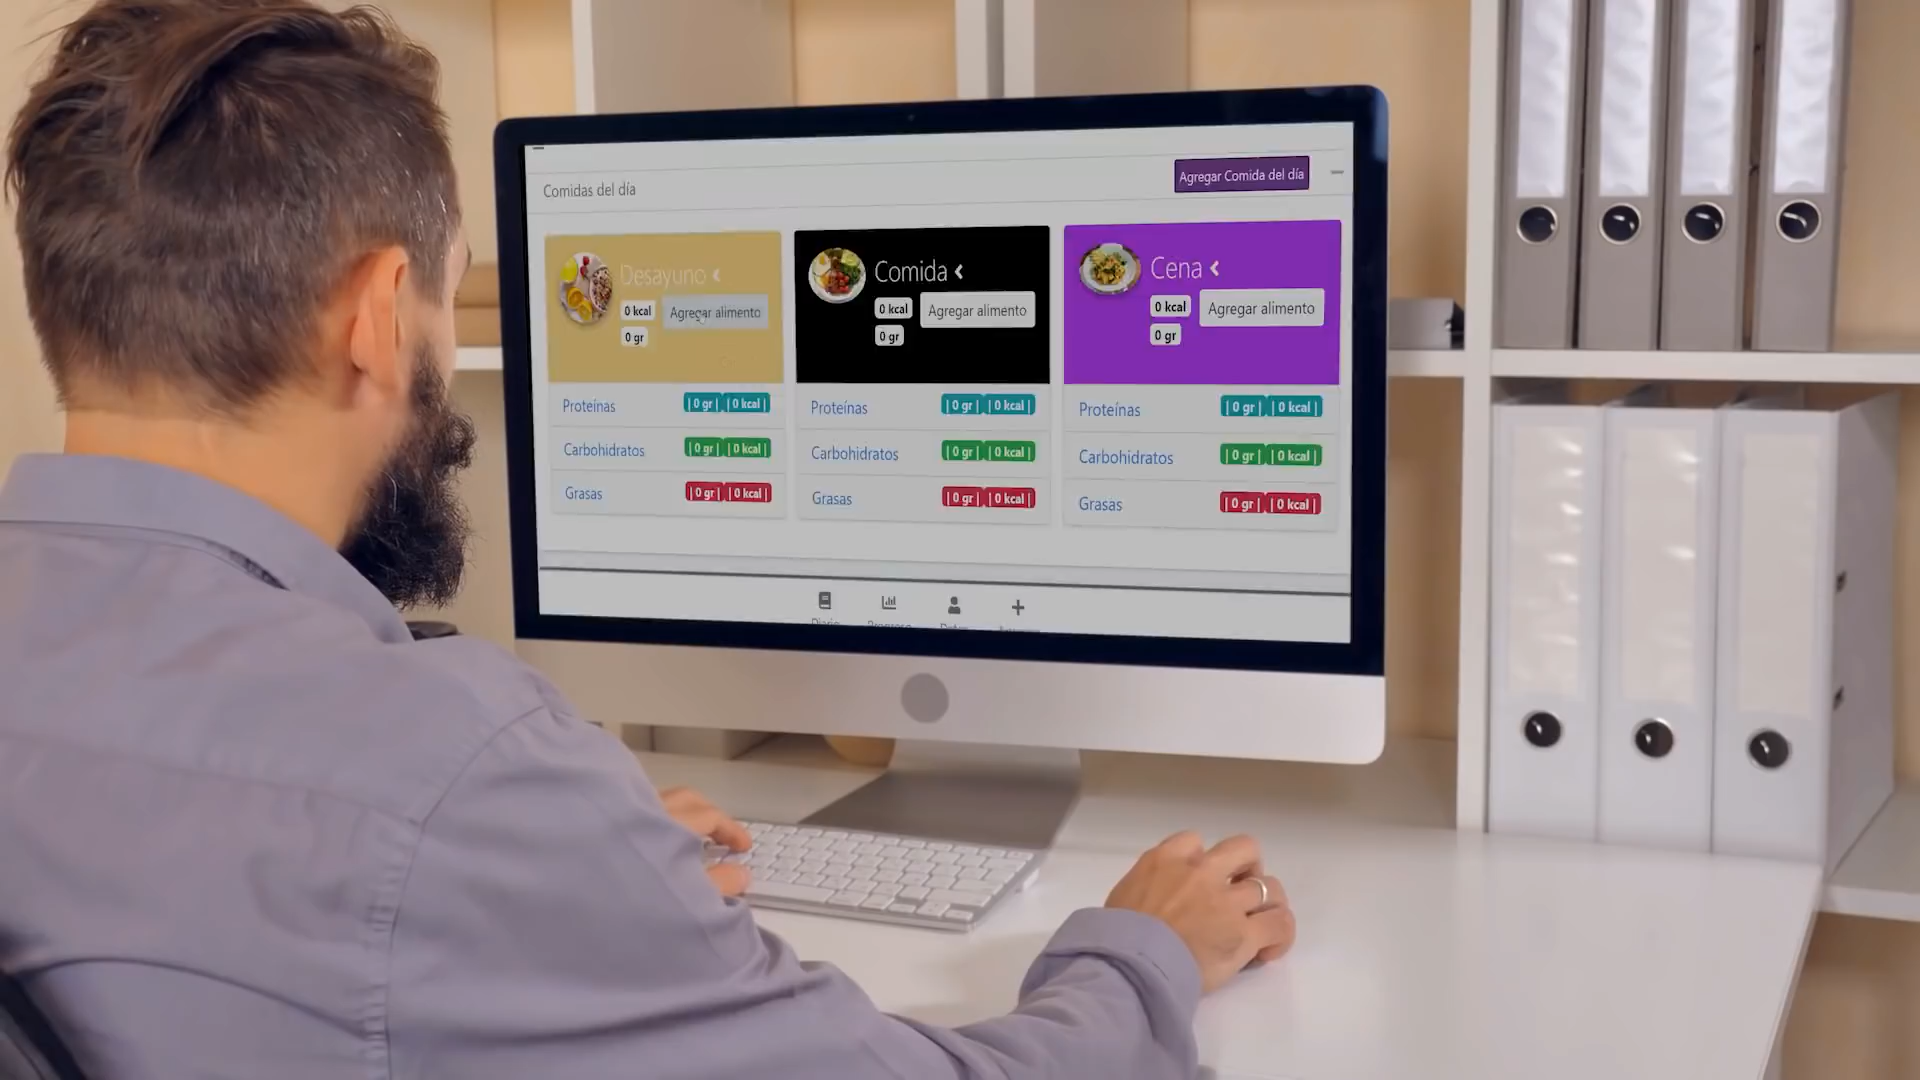 Comidas del día
Agregar Comida del día
Desayuno
0 kcal
Agregar alimento
0 gr
Proteínas
| 0 gr | | 0 kcal |
Carbohidratos
| 0 gr | | 0 kcal |
Grasas
| 0 gr | | 0 kcal |
Comida
0 kcal
Agregar alimento
0 gr
Proteínas
| 0 gr | | 0 kcal |
Carbohidratos
| 0 gr | | 0 kcal |
Grasas
| 0 gr | | 0 kcal |
Cena
0 kcal
Agregar alimento
0 gr
Proteínas
| 0 gr | | 0 kcal |
Carbohidratos
| 0 gr | | 0 kcal |
Grasas
| 0 gr | | 0 kcal |